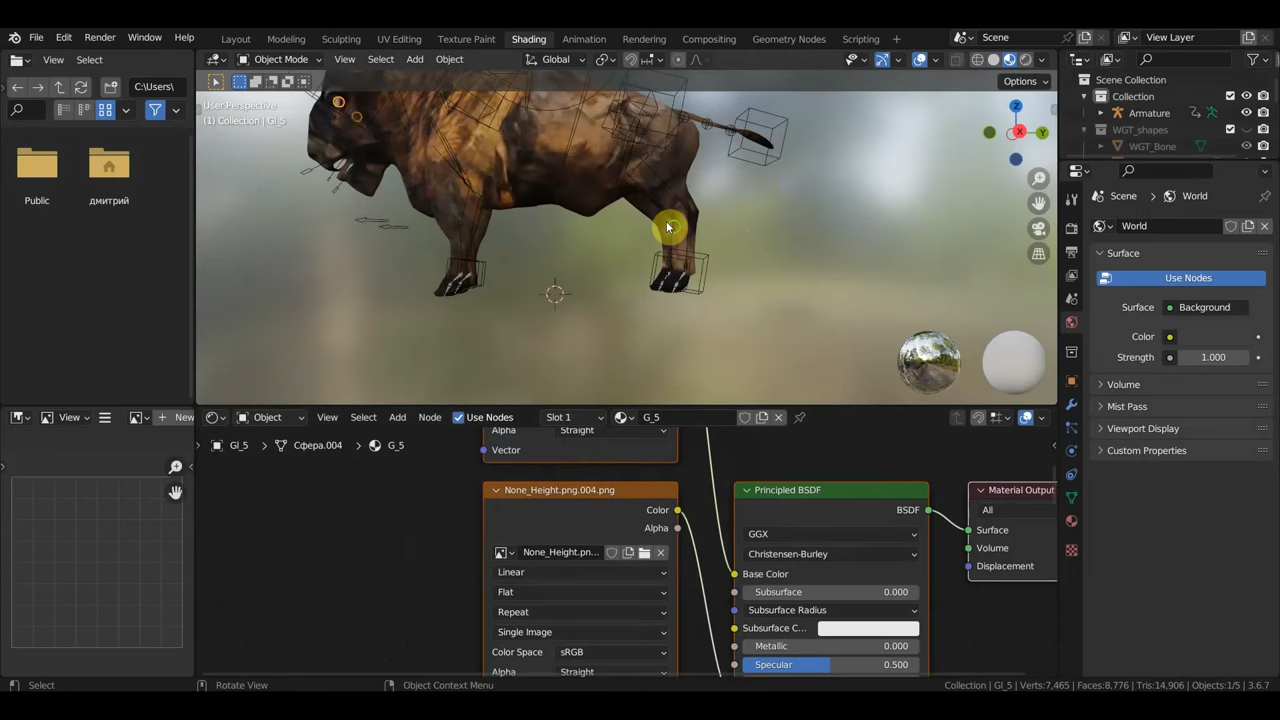 File Edit Render Window Help
Layout Modeling Sculpting UV Editing Texture Paint Shading Animation Rendering Compositing Geometry Nodes Scripting
Scene View Layer
View Select
Object Mode View Select Add Object Global
C:\Users\
Options
User Perspective
(1) Collection | Gl_5
Z
X
Y
Public
дмитрий
Scene Collection
Collection
Armature
WGT_shapes
WGT_Bone
Scene World
World
Surface
Use Nodes
Surface Background
Color
Strength 1.000
Volume
Mist Pass
Viewport Display
Custom Properties
View New
Object View Select Add Node Use Nodes Slot 1 G_5
Gl_5 Сфера.004 G_5
Alpha Straight
Vector
None_Height.png.004.png
Color
Alpha
None_Height.pn...
Linear
Flat
Repeat
Single Image
Color Space sRGB
Alpha Straight
Principled BSDF
BSDF
GGX
Christensen-Burley
Base Color
Subsurface 0.000
Subsurface Radius
Subsurface C...
Metallic 0.000
Specular 0.500
Material Output
All
Surface
Volume
Displacement
Select Rotate View Object Context Menu
Collection | Gl_5 | Verts:7,465 | Faces:8,776 | Tris:14,906 | Objects:1/5 | 3.6.7